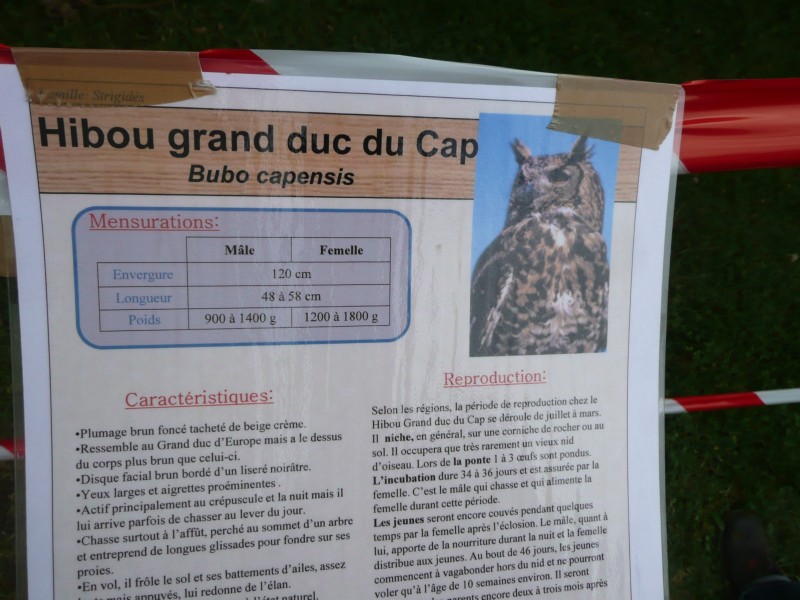 Famille: Strigidés
Hibou grand duc du Cap
Bubo capensis
Mensurations:
Mâle Femelle
Envergure 120 cm
Longueur 48 à 58 cm
Poids 900 à 1400 g 1200 à 1800 g
Caractéristiques:
•Plumage brun foncé tacheté de beige crème.
•Ressemble au Grand duc d'Europe mais a le dessus
du corps plus brun que celui-ci.
•Disque facial brun bordé d'un liseré noirâtre.
•Yeux larges et aigrettes proéminentes .
•Actif principalement au crépuscule et la nuit mais il
lui arrive parfois de chasser au lever du jour.
•Chasse surtout à l'affût, perché au sommet d'un arbre
et entreprend de longues glissades pour fondre sur ses
proies.
•En vol, il frôle le sol et ses battements d'ailes, assez
mais appuyés, lui redonne de l'élan.
à l'état naturel.
Reproduction:
Selon les régions, la période de reproduction chez le
Hibou Grand duc du Cap se déroule de juillet à mars.
Il niche, en général, sur une corniche de rocher ou au
sol. Il occupera que très rarement un vieux nid
d'oiseau. Lors de la ponte 1 à 3 œufs sont pondus.
L'incubation dure 34 à 36 jours et est assurée par la
femelle. C'est le mâle qui chasse et qui alimente la
femelle durant cette période.
Les jeunes seront encore couvés pendant quelques
temps par la femelle après l'éclosion. Le mâle, quant à
lui, apporte de la nourriture durant la nuit et la femelle
distribue aux jeunes. Au bout de 46 jours, les jeunes
commencent à vagabonder hors du nid et ne pourront
voler qu'à l'âge de 10 semaines environ. Il seront
parents encore deux à trois mois après